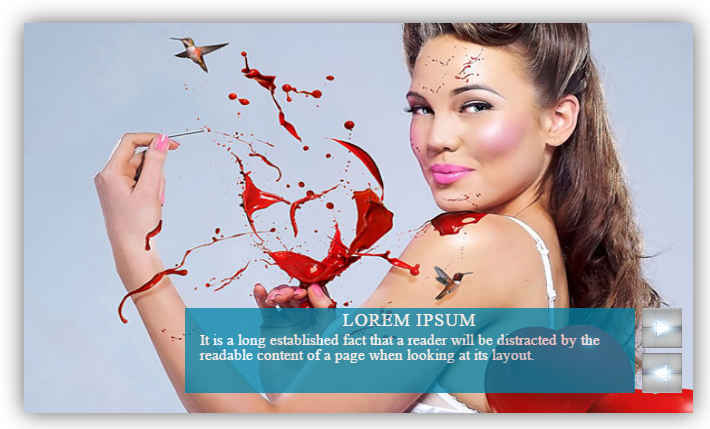 LOREM IPSUM
It is a long established fact that a reader will be distracted by the
readable content of a page when looking at its layout.